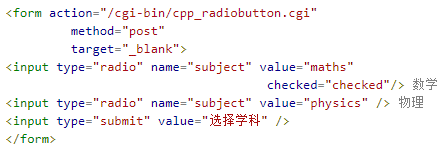 <form action="/cgi-bin/cpp_radiobutton.cgi"
method="post"
target="_blank">
<input type="radio" name="subject" value="maths"
checked="checked"/> 数学
<input type="radio" name="subject" value="physics" /> 物理
<input type="submit" value="选择学科" />
</form>